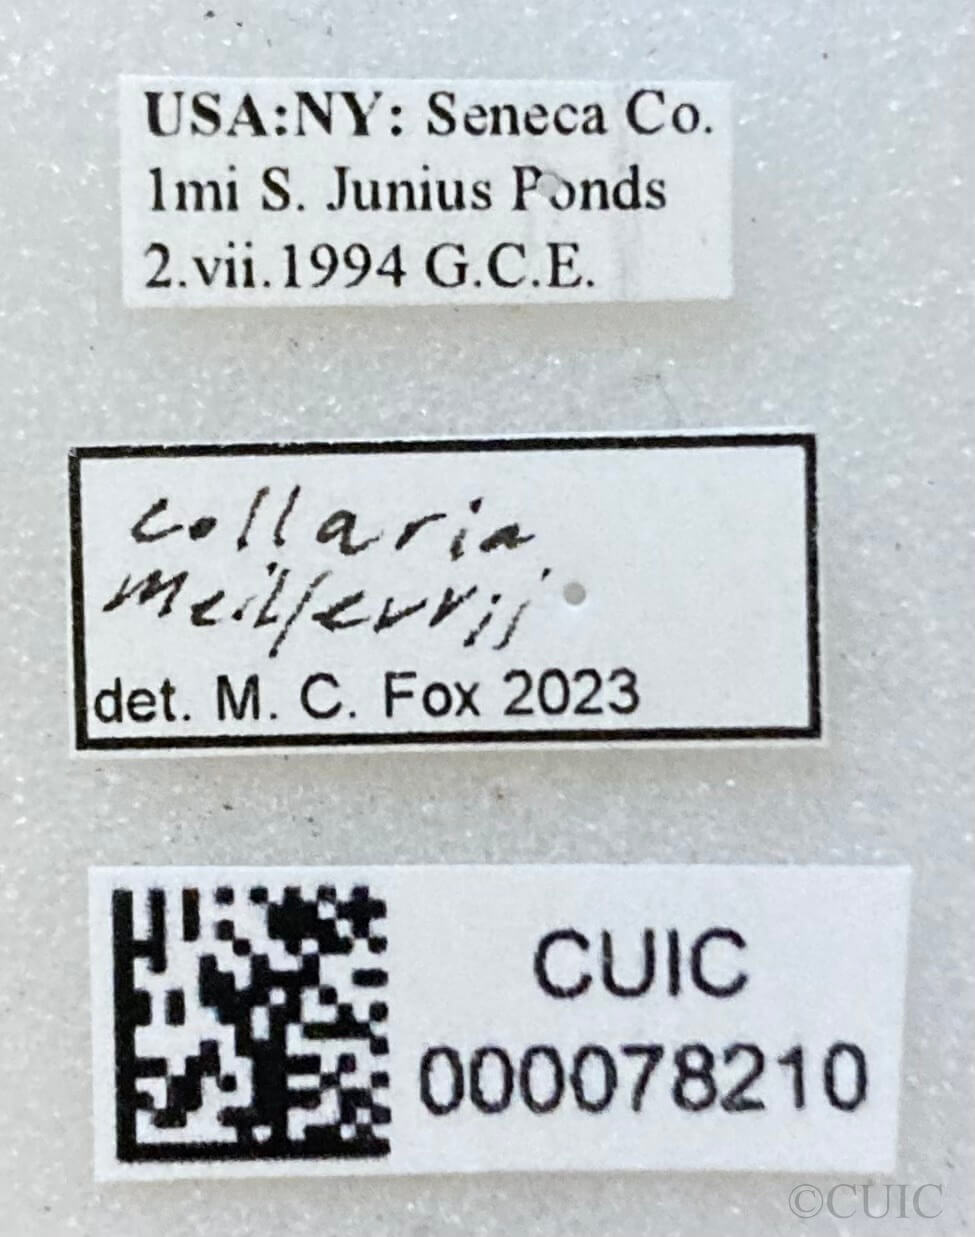 USA:NY: Seneca Co.
1mi S. Junius Ponds
2.vii.1994 G.C.E.
collaria
meilleurii
det. M. C. Fox 2023
CUIC
000078210
©CUIC